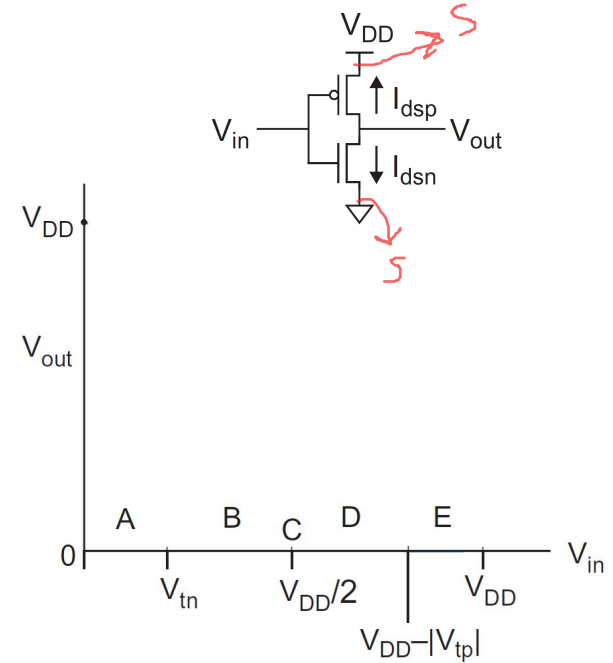 S
V_DD
I_dsp
V_in
V_out
I_dsn
S
V_DD
V_out
A B C D E
0
V_in
V_tn V_DD/2 V_DD
V_DD–|V_tp|